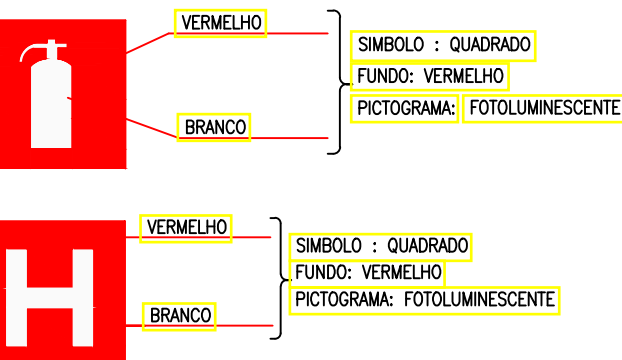 VERMELHO
BRANCO
SIMBOLO : QUADRADO
FUNDO: VERMELHO
PICTOGRAMA: FOTOLUMINESCENTE
H
VERMELHO
BRANCO
SIMBOLO : QUADRADO
FUNDO: VERMELHO
PICTOGRAMA: FOTOLUMINESCENTE